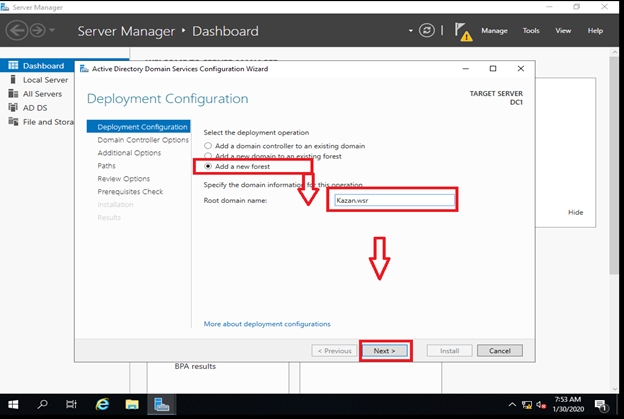 Server Manager
Server Manager • Dashboard
Manage Tools View Help
Dashboard
Local Server
All Servers
AD DS
File and Stora
Active Directory Domain Services Configuration Wizard
Deployment Configuration
TARGET SERVER
DC1
Deployment Configuration
Domain Controller Options
Additional Options
Paths
Review Options
Prerequisites Check
Installation
Results
Select the deployment operation
Add a domain controller to an existing domain
Add a new domain to an existing forest
Add a new forest
Specify the domain information for this operation
Root domain name:
Kazan.wsr
More about deployment configurations
< Previous
Next >
Install
Cancel
Hide
BPA results
7:53 AM
1/30/2020